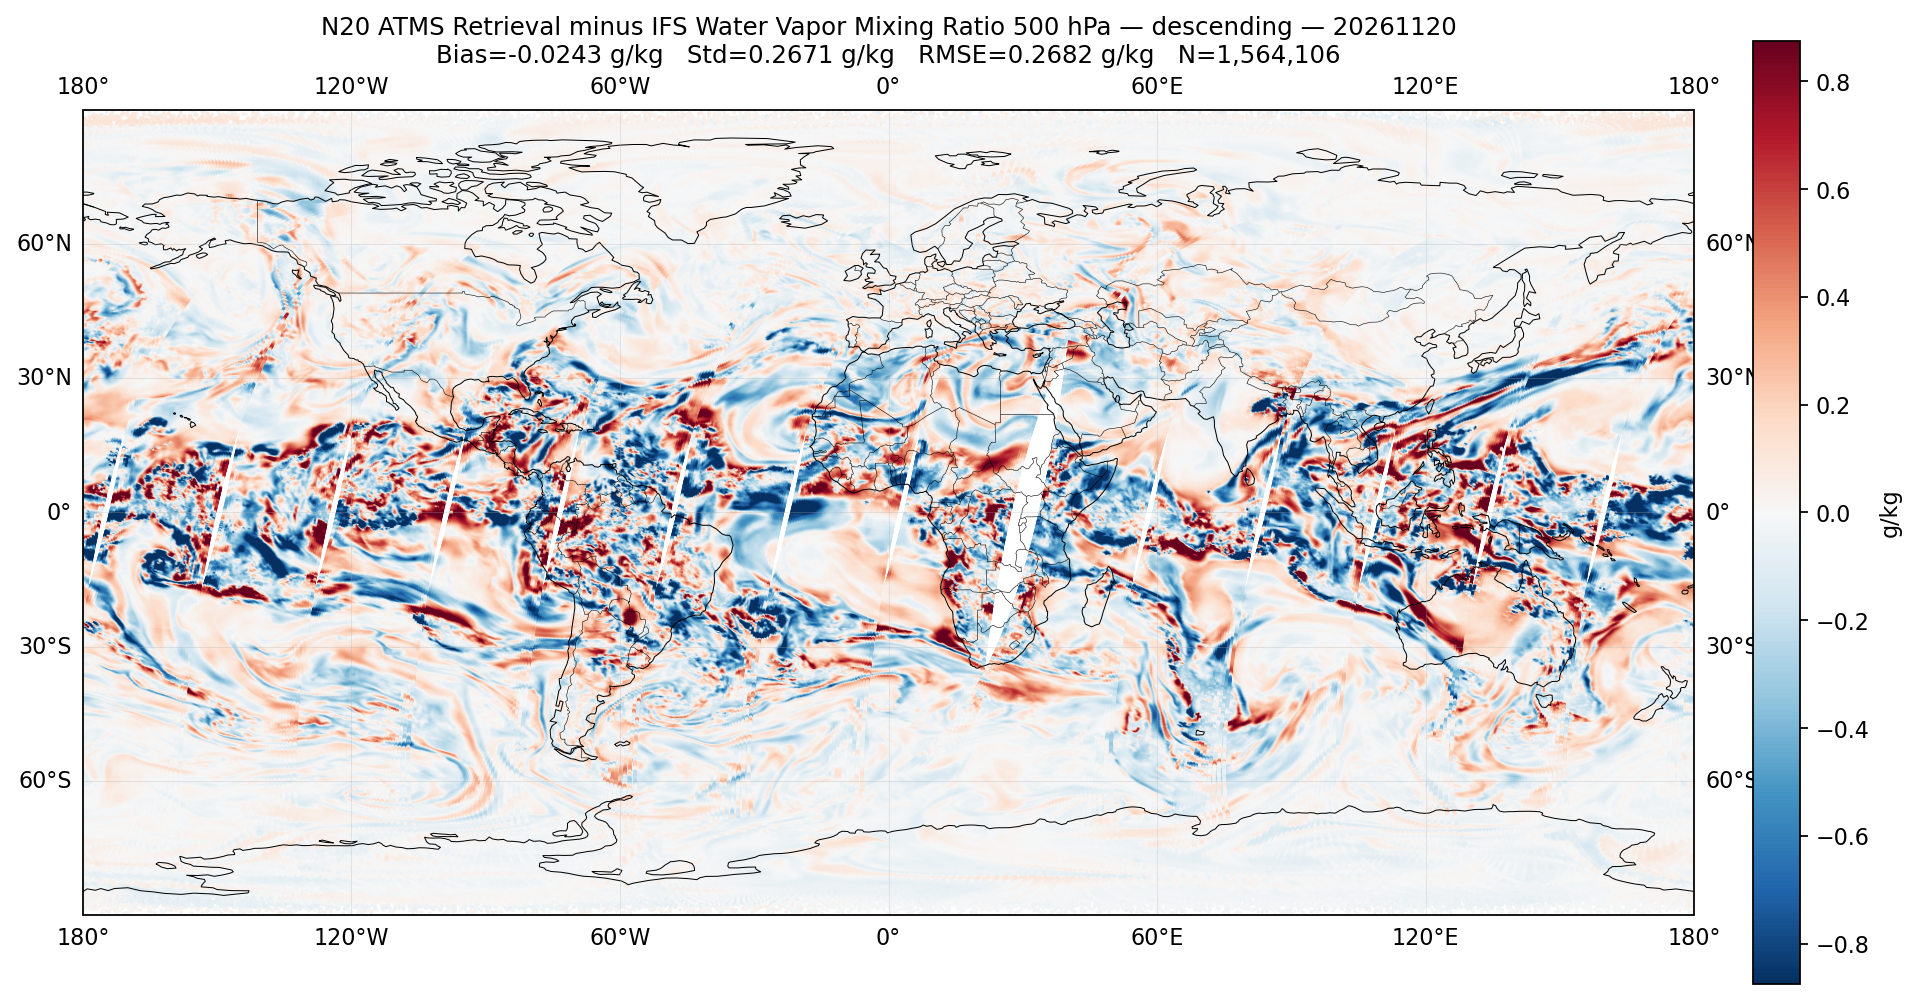 N20 ATMS Retrieval minus IFS Water Vapor Mixing Ratio 500 hPa — descending — 20261120
Bias=-0.0243 g/kg   Std=0.2671 g/kg   RMSE=0.2682 g/kg   N=1,564,106
180° 120°W 60°W 0° 60°E 120°E 180°
60°N 60°N
30°N 30°N
0° 0°
30°S 30°S
60°S 60°S
180° 120°W 60°W 0° 60°E 120°E 180°
0.8
0.6
0.4
0.2
0.0
−0.2
−0.4
−0.6
−0.8
g/kg